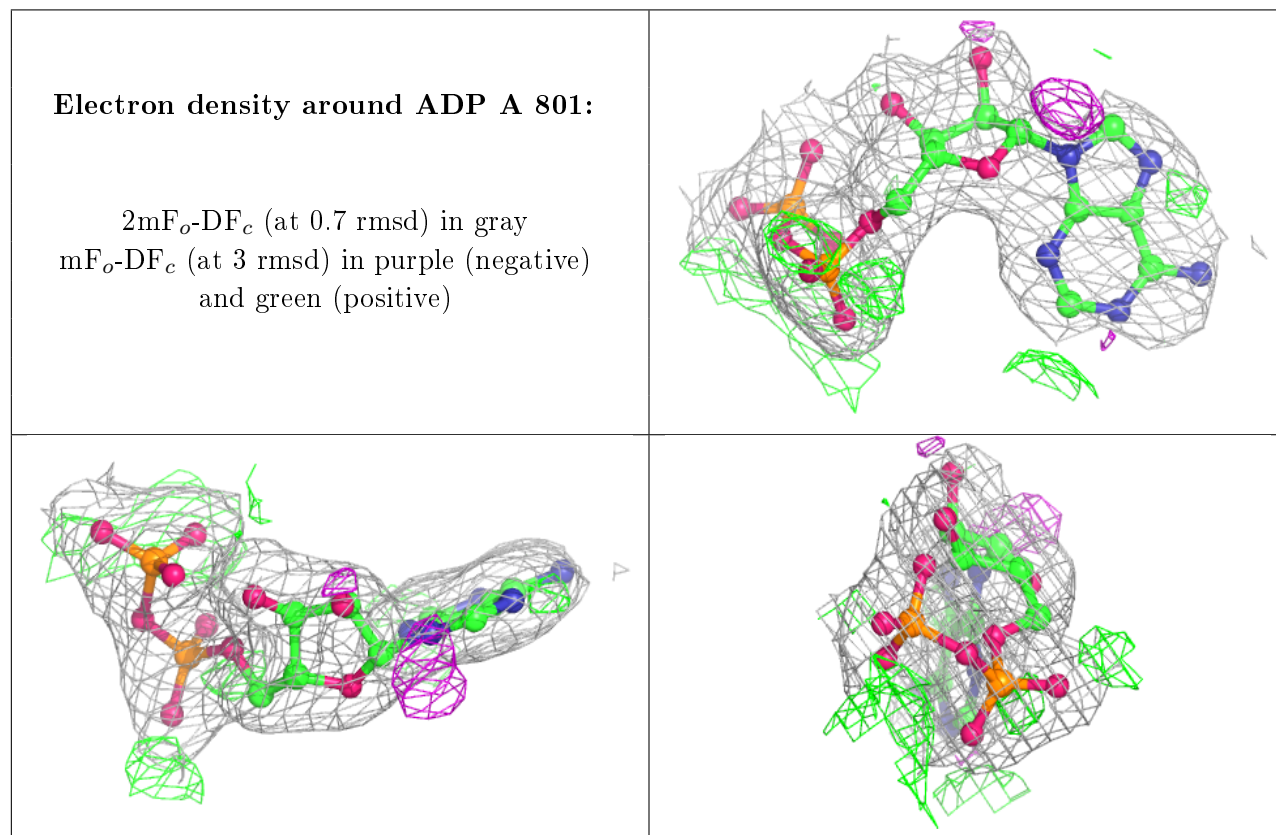 Electron density around ADP A 801:
2mFₒ-DF𝒸 (at 0.7 rmsd) in gray
mFₒ-DF𝒸 (at 3 rmsd) in purple (negative)
and green (positive)